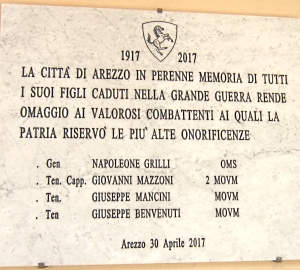 1917 2017
LA CITTÀ DI AREZZO IN PERENNE MEMORIA DI TUTTI
I SUOI FIGLI CADUTI NELLA GRANDE GUERRA RENDE
OMAGGIO AI VALOROSI COMBATTENTI AI QUALI LA
PATRIA RISERVÒ LE PIU' ALTE ONORIFICENZE
. Gen NAPOLEONE GRILLI OMS
. Ten. Capp. GIOVANNI MAZZONI 2 MOVM
. Ten. GIUSEPPE MANCINI MOVM
. Ten GIUSEPPE BENVENUTI MOVM
Arezzo 30 Aprile 2017